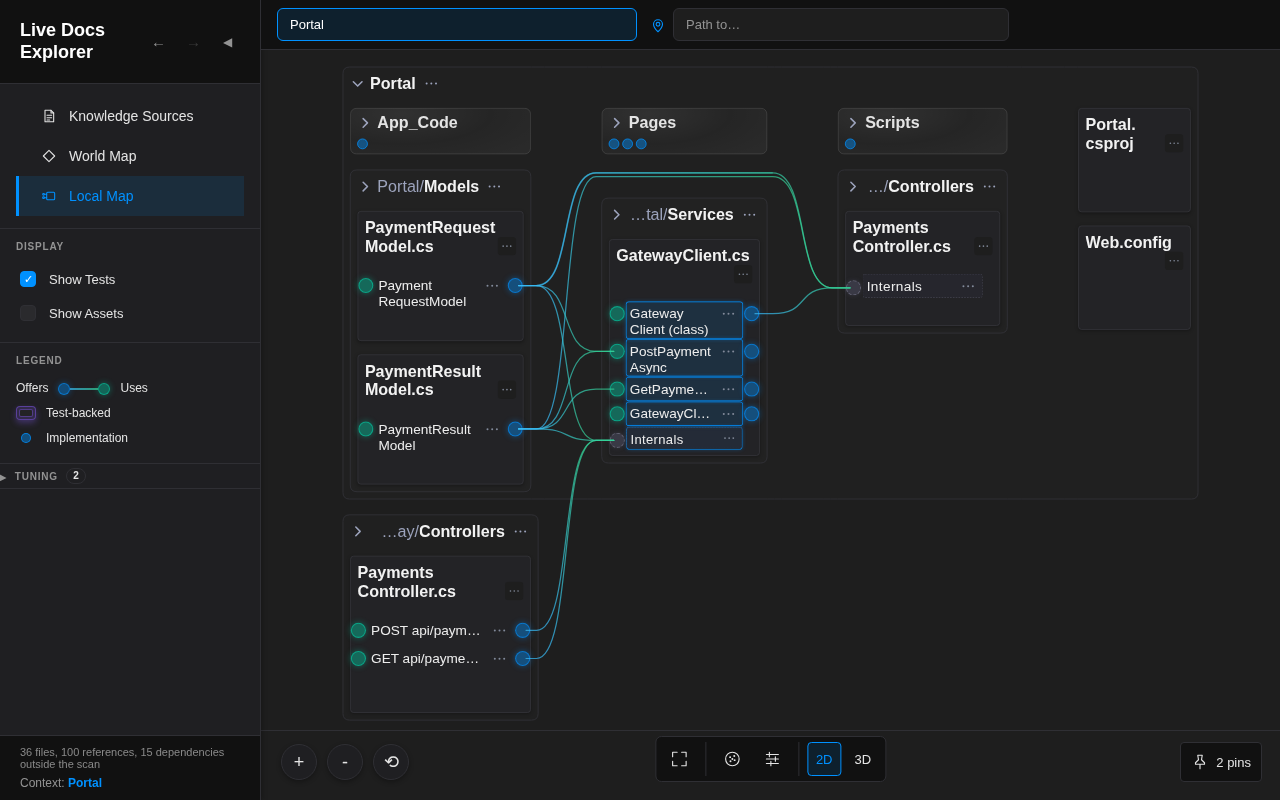 Live Docs
Explorer
Portal
Path to…
Knowledge Sources
World Map
Local Map
DISPLAY
Show Tests
Show Assets
LEGEND
Offers
Uses
Test-backed
Implementation
TUNING 2
36 files, 100 references, 15 dependencies
outside the scan
Context: Portal
Portal
App_Code
Pages
Scripts
Portal.
csproj
Portal/Models
PaymentRequest
Model.cs
Payment
RequestModel
PaymentResult
Model.cs
PaymentResult
Model
…tal/Services
GatewayClient.cs
Gateway
Client (class)
PostPayment
Async
GetPayme…
GatewayCl…
Internals
…/Controllers
Payments
Controller.cs
Internals
Web.config
…ay/Controllers
Payments
Controller.cs
POST api/paym…
GET api/payme…
+
-
2D
3D
2 pins